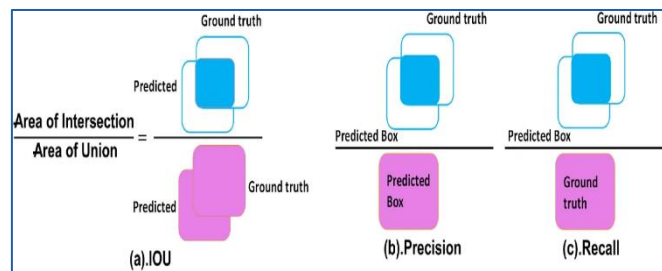 Ground truth
Predicted
Area of Intersection
Area of Union
=
Predicted
Ground truth
(a).IOU
Ground truth
Predicted Box
Predicted
Box
(b).Precision
Ground truth
Predicted Box
Ground
truth
(c).Recall